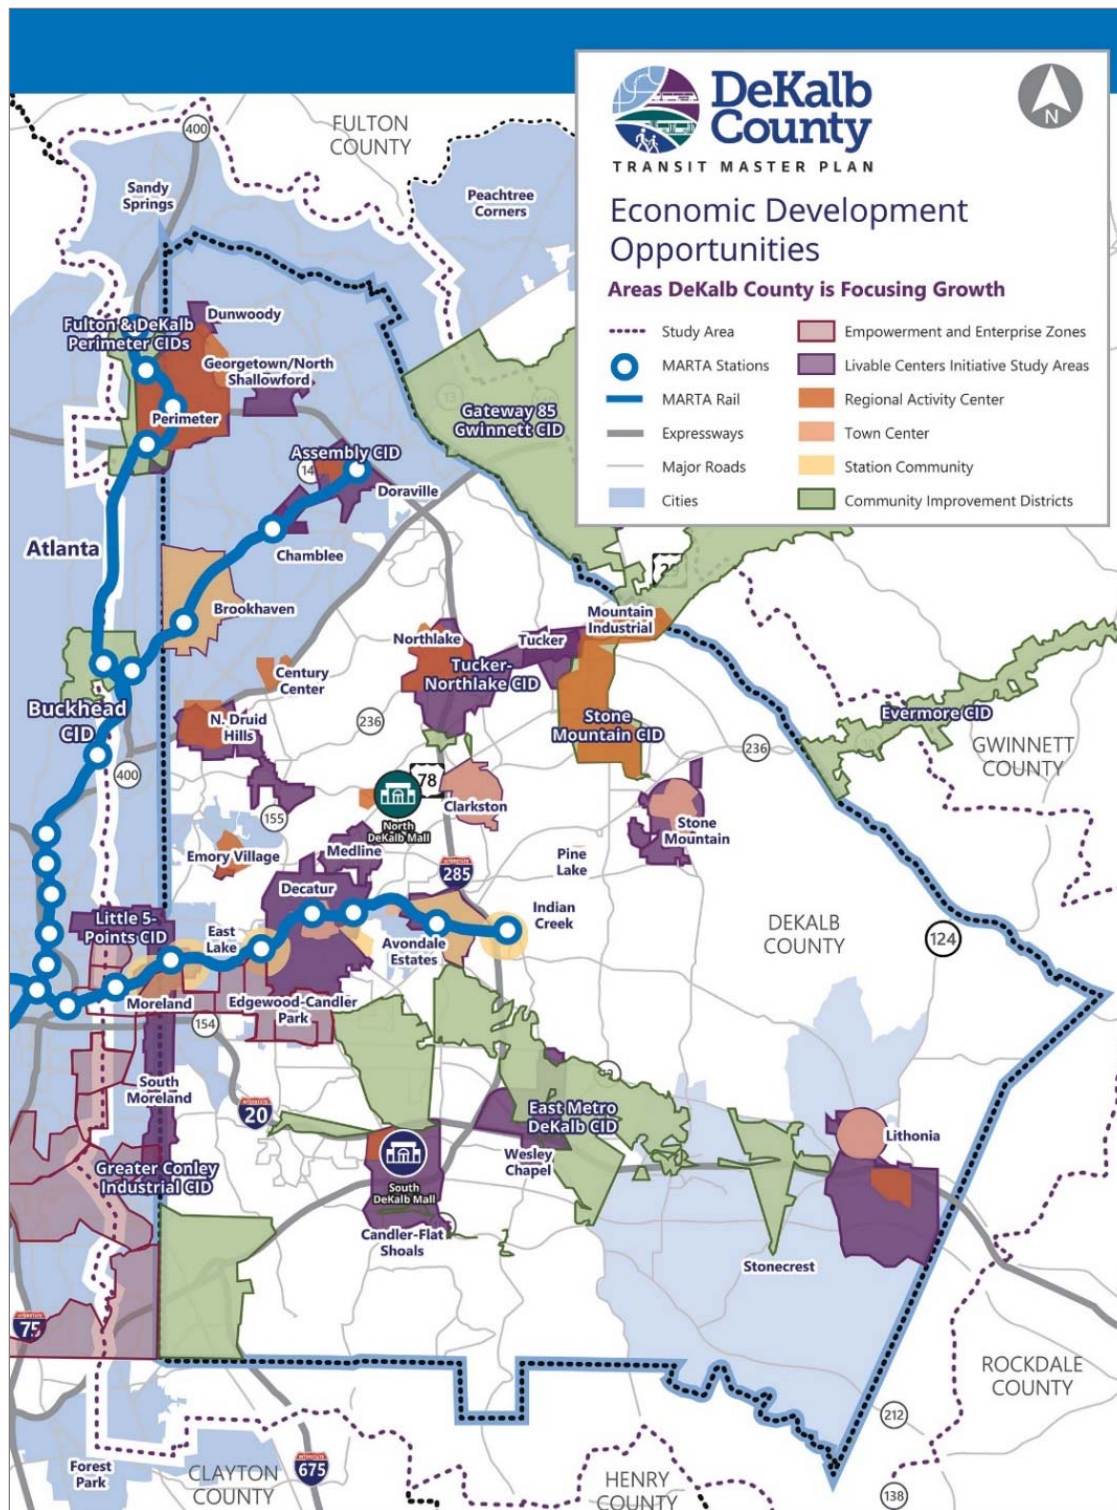 DeKalb
County
TRANSIT MASTER PLAN
N
Economic Development
Opportunities
Areas DeKalb County is Focusing Growth
Study Area
MARTA Stations
MARTA Rail
Expressways
Major Roads
Cities
Empowerment and Enterprise Zones
Livable Centers Initiative Study Areas
Regional Activity Center
Town Center
Station Community
Community Improvement Districts
400
FULTON
COUNTY
Sandy
Springs
Peachtree
Corners
Dunwoody
Fulton & DeKalb
Perimeter CIDs
Georgetown/North
Shallowford
Perimeter
Gateway 85
Gwinnett CID
Assembly CID
14
Doraville
Atlanta
Chamblee
Brookhaven
Mountain
Industrial
Northlake
Tucker
Tucker-
Northlake CID
Century
Center
Buckhead
CID
N. Druid
Hills
236
Stone
Mountain CID
236
Evermore CID
GWINNETT
COUNTY
400
78
155
North
DeKalb Mall
Clarkston
Stone
Mountain
Emory Village
Medline
INTERSTATE
285
Pine
Lake
Decatur
Little 5-
Points CID
East
Lake
Indian
Creek
DEKALB
COUNTY
124
Avondale
Estates
Moreland
Edgewood-Candler
Park
154
South
Moreland
INTERSTATE
20
East Metro
DeKalb CID
Lithonia
Wesley
Chapel
Greater Conley
Industrial CID
South
DeKalb Mall
Candler-Flat
Shoals
Stonecrest
INTERSTATE
75
ROCKDALE
COUNTY
212
Forest
Park
CLAYTON
COUNTY
INTERSTATE
675
HENRY
COUNTY
138